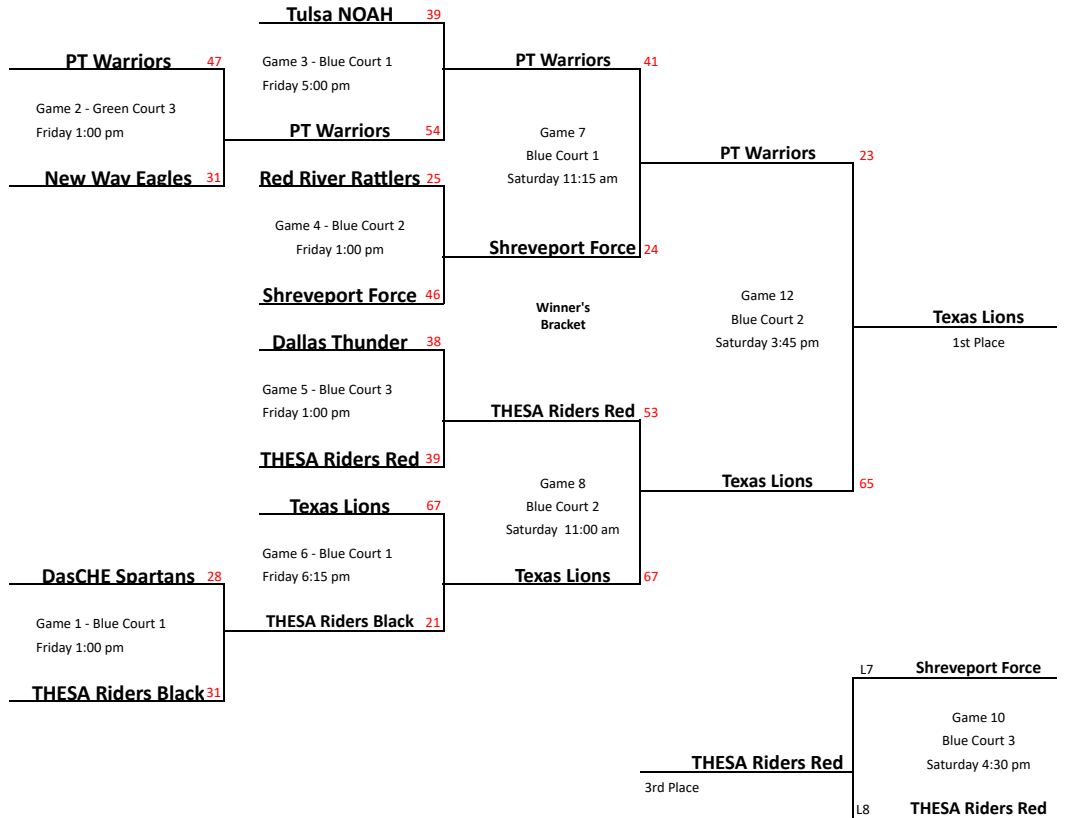 Tulsa NOAH 39
PT Warriors 47
Game 3 - Blue Court 1
Friday 5:00 pm
PT Warriors 41
Game 2 - Green Court 3
Friday 1:00 pm
PT Warriors 54
Game 7
Blue Court 1
Saturday 11:15 am
PT Warriors 23
New Way Eagles 31
Red River Rattlers 25
Game 4 - Blue Court 2
Friday 1:00 pm
Shreveport Force 24
Shreveport Force 46
Winner's
Bracket
Game 12
Blue Court 2
Saturday 3:45 pm
Texas Lions
1st Place
Dallas Thunder 38
Game 5 - Blue Court 3
Friday 1:00 pm
THESA Riders Red 53
THESA Riders Red 39
Game 8
Blue Court 2
Saturday 11:00 am
Texas Lions 65
Texas Lions 67
Game 6 - Blue Court 1
Friday 6:15 pm
Texas Lions 67
DasCHE Spartans 28
Game 1 - Blue Court 1
Friday 1:00 pm
THESA Riders Black 21
THESA Riders Black 31
L7 Shreveport Force
Game 10
Blue Court 3
Saturday 4:30 pm
THESA Riders Red
3rd Place
L8 THESA Riders Red